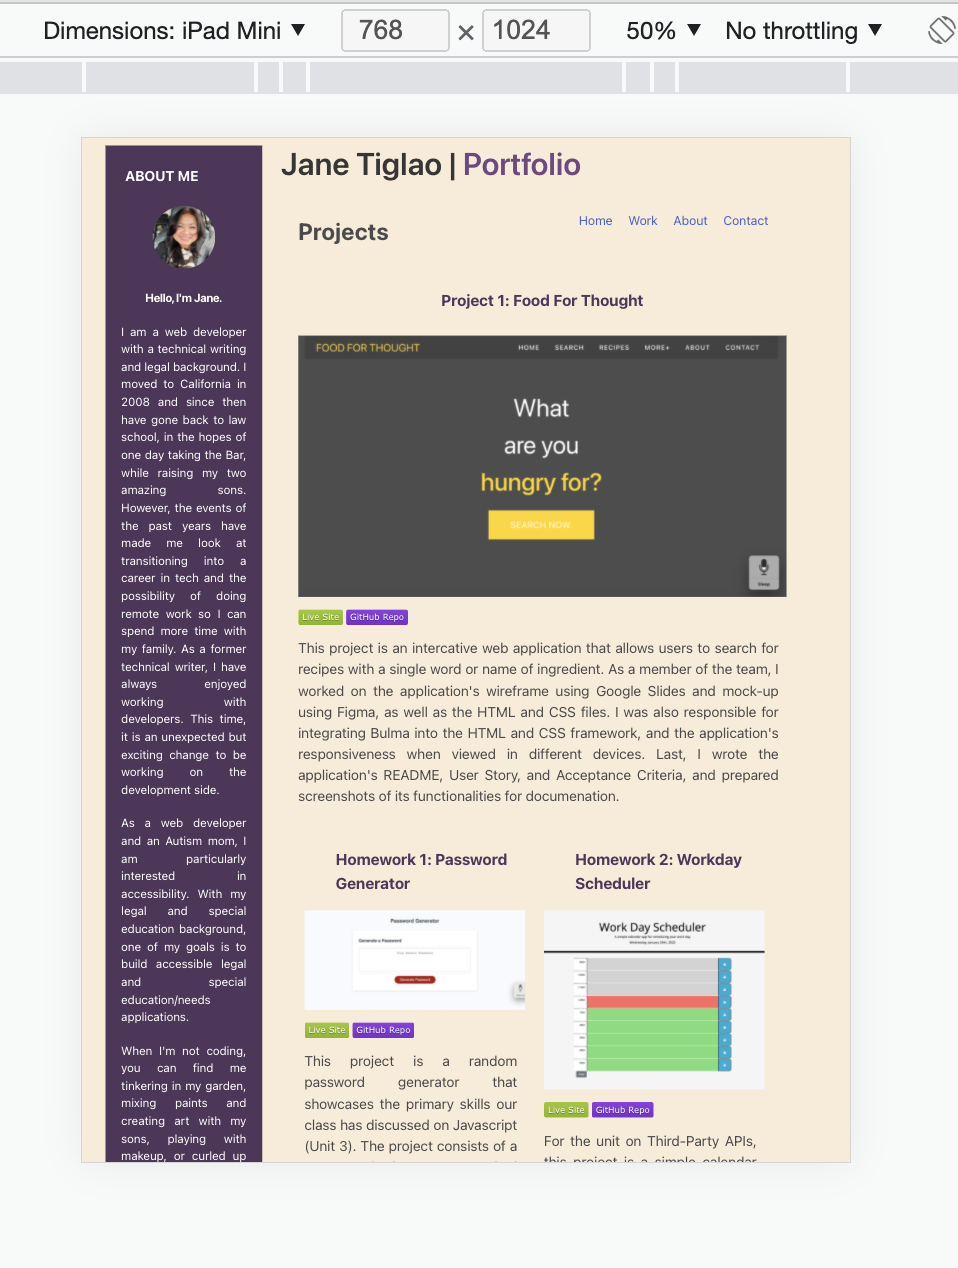 Dimensions: iPad Mini ▼ 768 × 1024 50% ▼ No throttling ▼
Jane Tiglao | Portfolio
Home Work About Contact
ABOUT ME
Hello, I'm Jane.
I am a web developer
with a technical writing
and legal background. I
moved to California in
2008 and since then
have gone back to law
school, in the hopes of
one day taking the Bar,
while raising my two
amazing sons.
However, the events of
the past years have
made me look at
transitioning into a
career in tech and the
possibility of doing
remote work so I can
spend more time with
my family. As a former
technical writer, I have
always enjoyed
working with
developers. This time,
it is an unexpected but
exciting change to be
working on the
development side.
As a web developer
and an Autism mom, I
am particularly
interested in
accessibility. With my
legal and special
education background,
one of my goals is to
build accessible legal
and special
education/needs
applications.
When I'm not coding,
you can find me
tinkering in my garden,
mixing paints and
creating art with my
sons, playing with
makeup, or curled up
Projects
Project 1: Food For Thought
FOOD FOR THOUGHT HOME SEARCH RECIPES MORE+ ABOUT CONTACT
What
are you
hungry for?
SEARCH NOW
Live Site GitHub Repo
This project is an intercative web application that allows users to search for
recipes with a single word or name of ingredient. As a member of the team, I
worked on the application's wireframe using Google Slides and mock-up
using Figma, as well as the HTML and CSS files. I was also responsible for
integrating Bulma into the HTML and CSS framework, and the application's
responsiveness when viewed in different devices. Last, I wrote the
application's README, User Story, and Acceptance Criteria, and prepared
screenshots of its functionalities for documenation.
Homework 1: Password
Generator
Password Generator
Generate a Password
Generate Password
Live Site GitHub Repo
This project is a random
password generator that
showcases the primary skills our
class has discussed on Javascript
(Unit 3). The project consists of a
Homework 2: Workday
Scheduler
Work Day Scheduler
A simple calendar app for scheduling your work day
Live Site GitHub Repo
For the unit on Third-Party APIs,
this project is a simple calendar